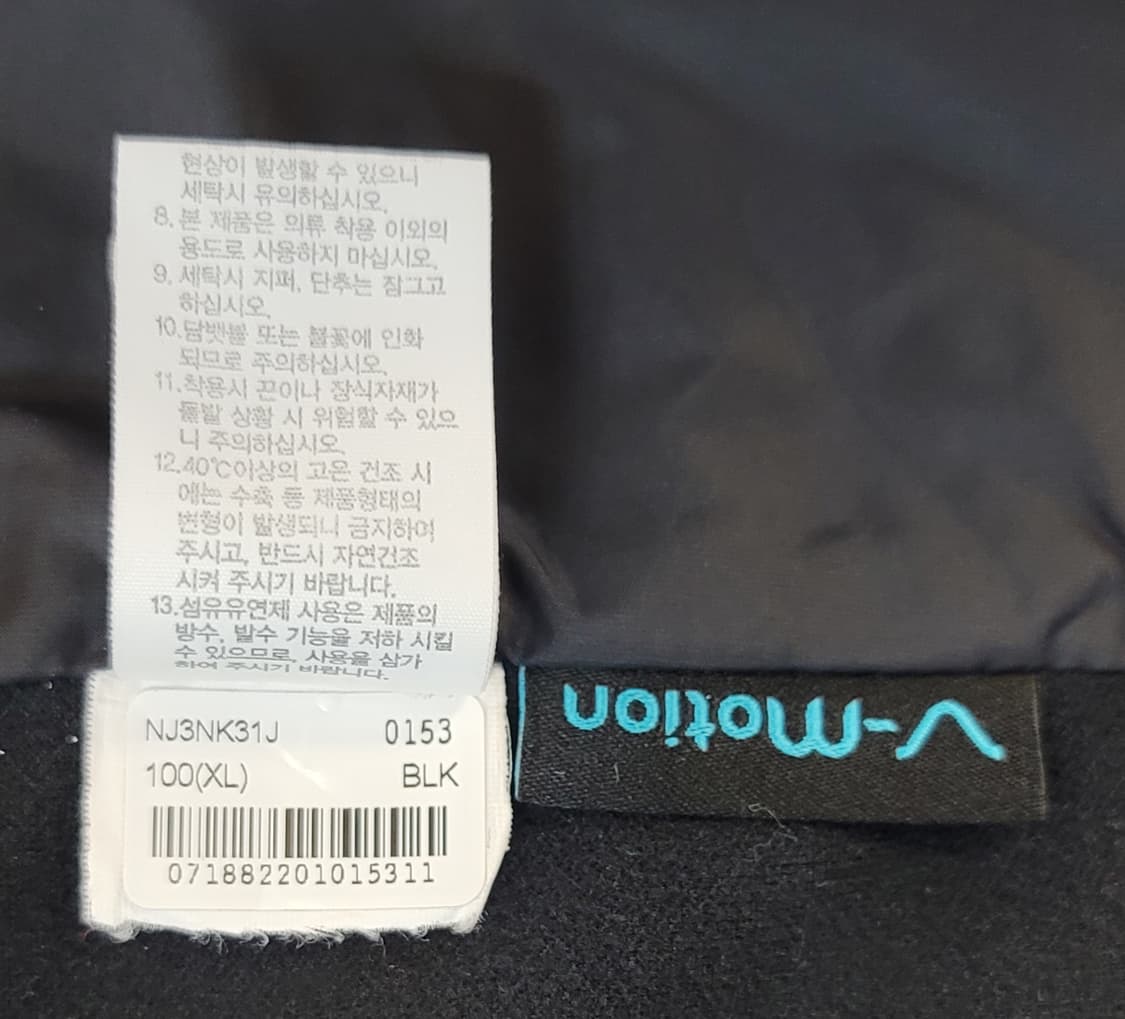 현상이 발생할 수 있으니
세탁시 유의하십시오.
8. 본 제품은 의류 착용 이외의
용도로 사용하지 마십시오.
9. 세탁시 지퍼, 단추는 잠그고
하십시오.
10.담뱃불 또는 불꽃에 인화
되므로 주의하십시오.
11.착용시 끈이나 장식자재가
돌발 상황 시 위험할 수 있으
니 주의하십시오.
12.40℃이상의 고온 건조 시
에는 수축 등 제품형태의
변형이 발생되니 금지하여
주시고, 반드시 자연건조
시켜 주시기 바랍니다.
13.섬유유연제 사용은 제품의
방수, 발수 기능을 저하 시킬
수 있으므로, 사용을 삼가
하여 주시기 바랍니다.
NJ3NK31J 0153
100(XL) BLK
071882201015311
V-Motion